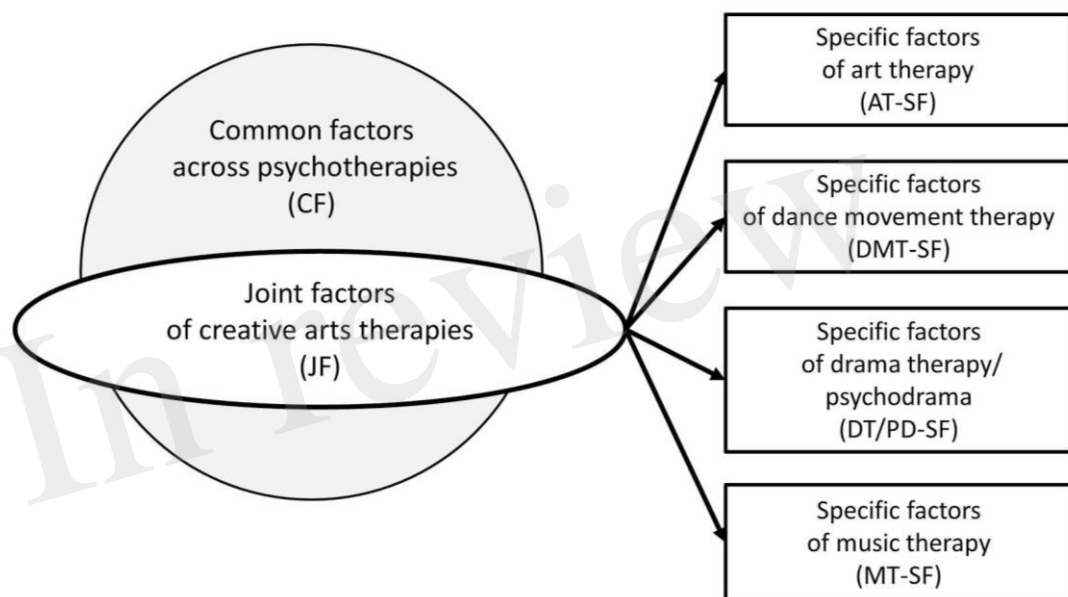 Common factors
across psychotherapies
(CF)
Joint factors
of creative arts therapies
(JF)
Specific factors
of art therapy
(AT-SF)
Specific factors
of dance movement therapy
(DMT-SF)
Specific factors
of drama therapy/
psychodrama
(DT/PD-SF)
Specific factors
of music therapy
(MT-SF)
In review